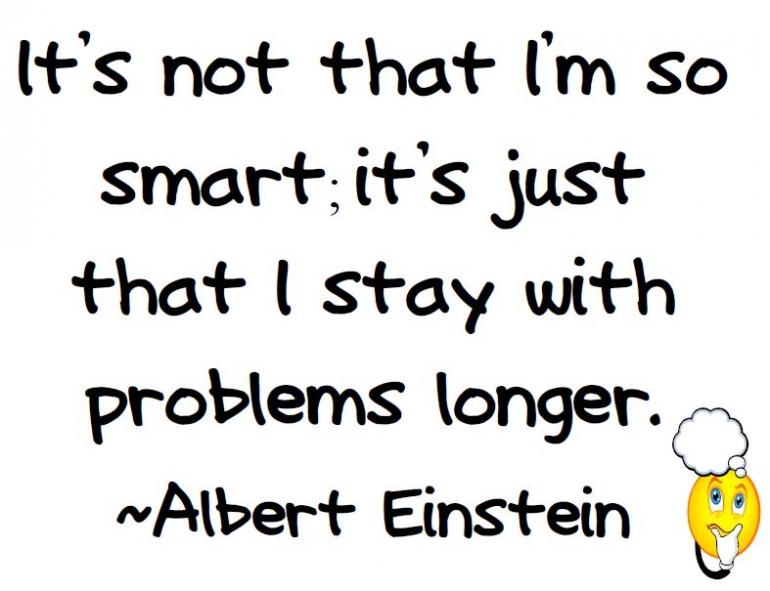 It's not that I'm so
smart; it's just
that I stay with
problems longer.
~Albert Einstein